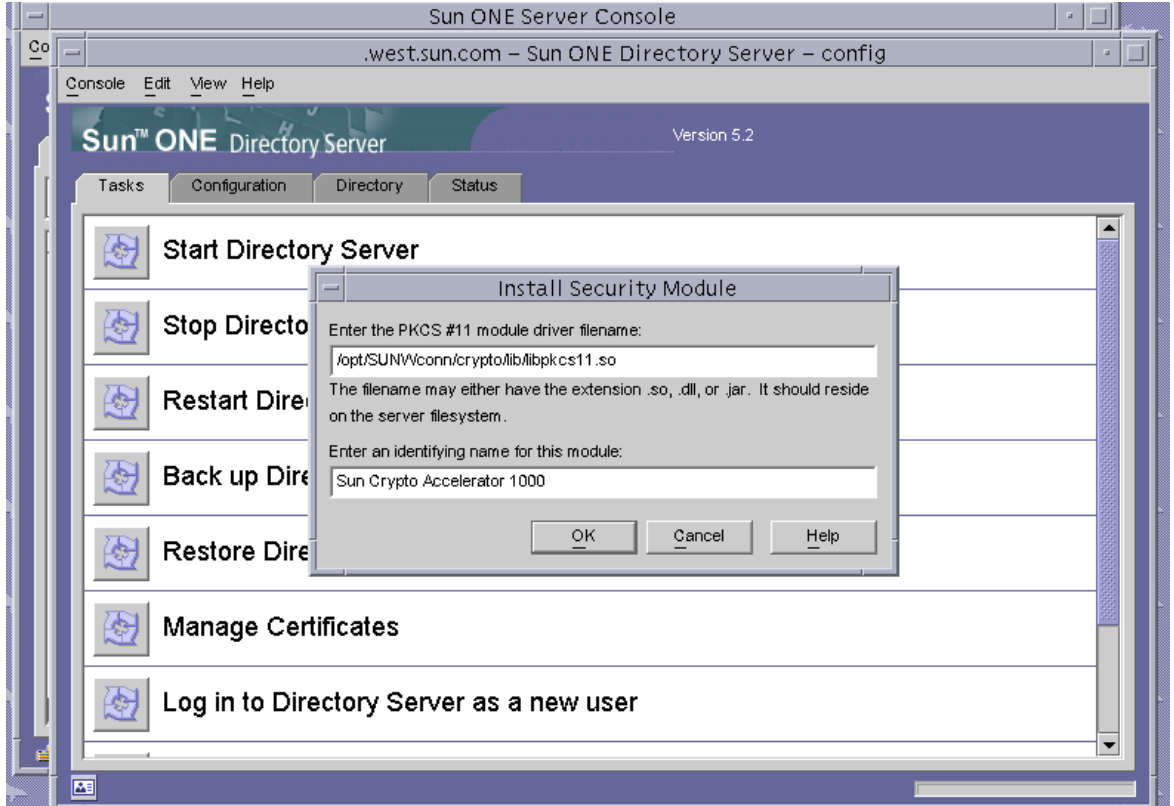 Sun ONE Server Console
Co
.west.sun.com – Sun ONE Directory Server – config
Console Edit View Help
Sun™ ONE Directory Server
Version 5.2
Tasks Configuration Directory Status
Start Directory Server
Install Security Module
Stop Directo
Enter the PKCS #11 module driver filename:
/opt/SUNWconn/crypto/lib/libpkcs11.so
The filename may either have the extension .so, .dll, or .jar. It should reside
on the server filesystem.
Restart Dire
Enter an identifying name for this module:
Sun Crypto Accelerator 1000
Back up Dire
OK Cancel Help
Restore Dire
Manage Certificates
Log in to Directory Server as a new user